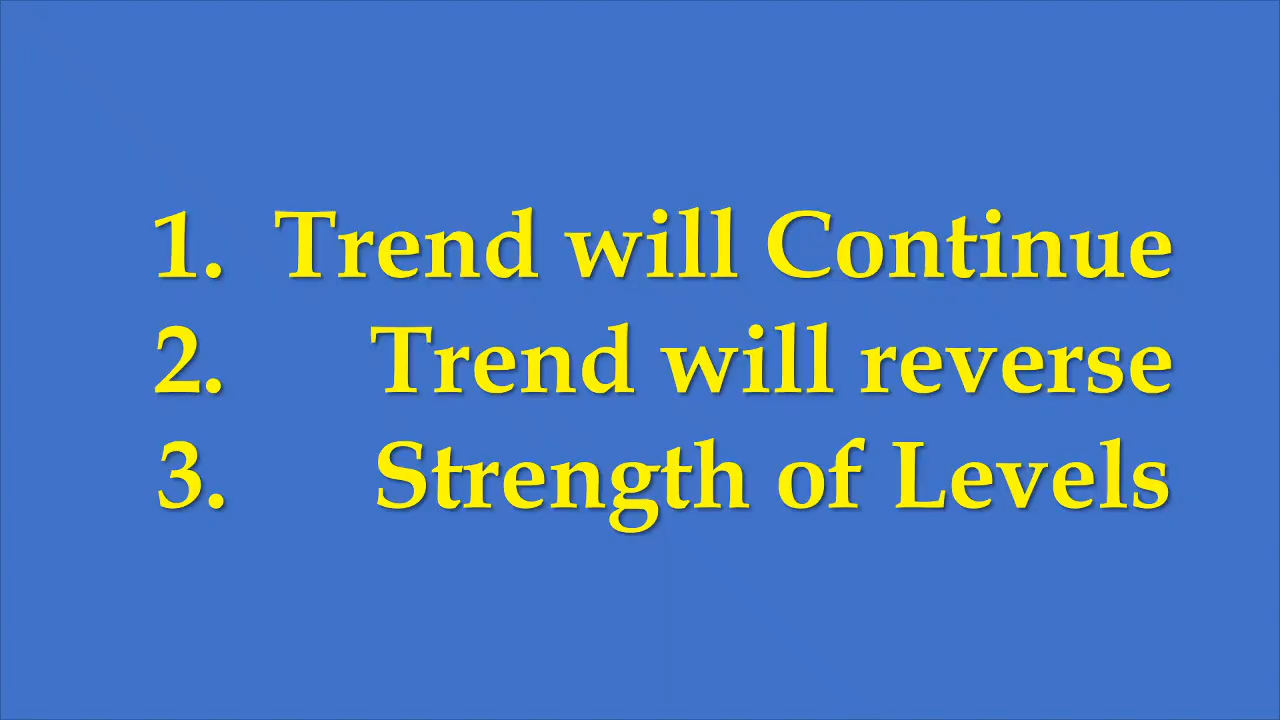 1. Trend will Continue
2. Trend will reverse
3. Strength of Levels